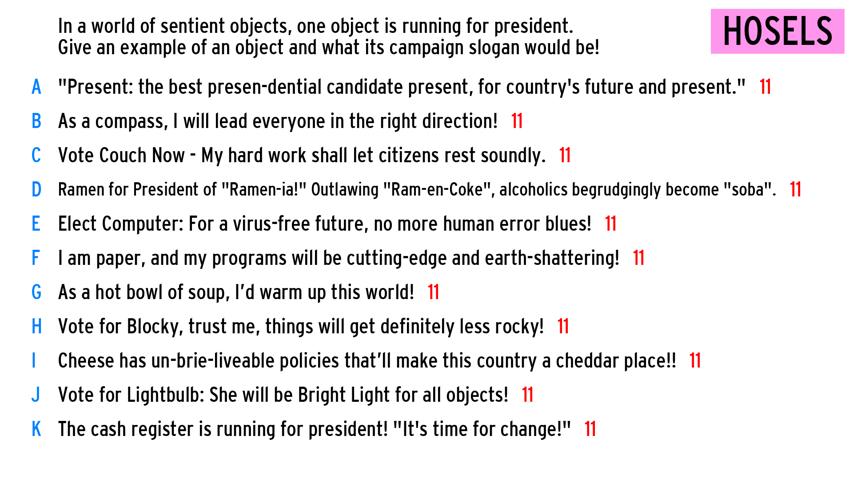 In a world of sentient objects, one object is running for president.
Give an example of an object and what its campaign slogan would be!
HOSELS
A "Present: the best presen-dential candidate present, for country's future and present." 11
B As a compass, I will lead everyone in the right direction! 11
C Vote Couch Now - My hard work shall let citizens rest soundly. 11
D Ramen for President of "Ramen-ia!" Outlawing "Ram-en-Coke", alcoholics begrudgingly become "soba". 11
E Elect Computer: For a virus-free future, no more human error blues! 11
F I am paper, and my programs will be cutting-edge and earth-shattering! 11
G As a hot bowl of soup, I'd warm up this world! 11
H Vote for Blocky, trust me, things will get definitely less rocky! 11
I Cheese has un-brie-liveable policies that'll make this country a cheddar place!! 11
J Vote for Lightbulb: She will be Bright Light for all objects! 11
K The cash register is running for president! "It's time for change!" 11